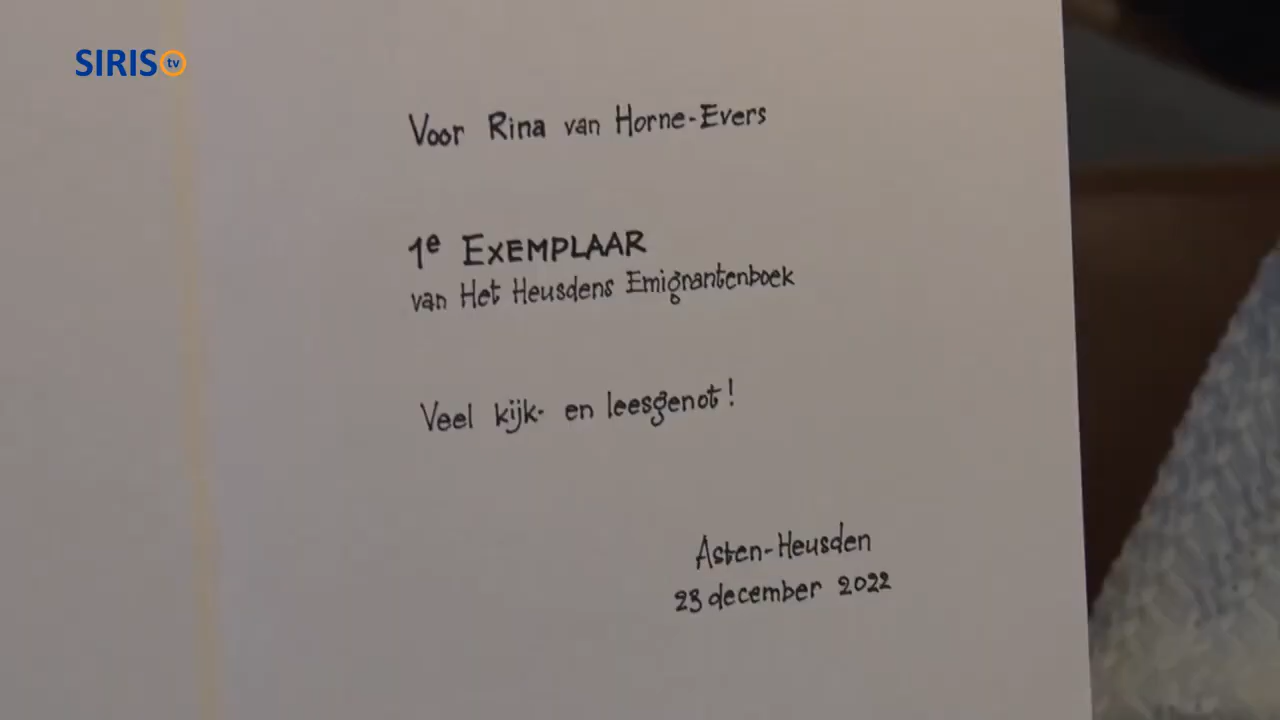 SIRIS tv
Voor Rina van Horne-Evers
1e EXEMPLAAR
van Het Heusdens Emigrantenboek
Veel kijk- en leesgenot!
Asten-Heusden
23 december 2022